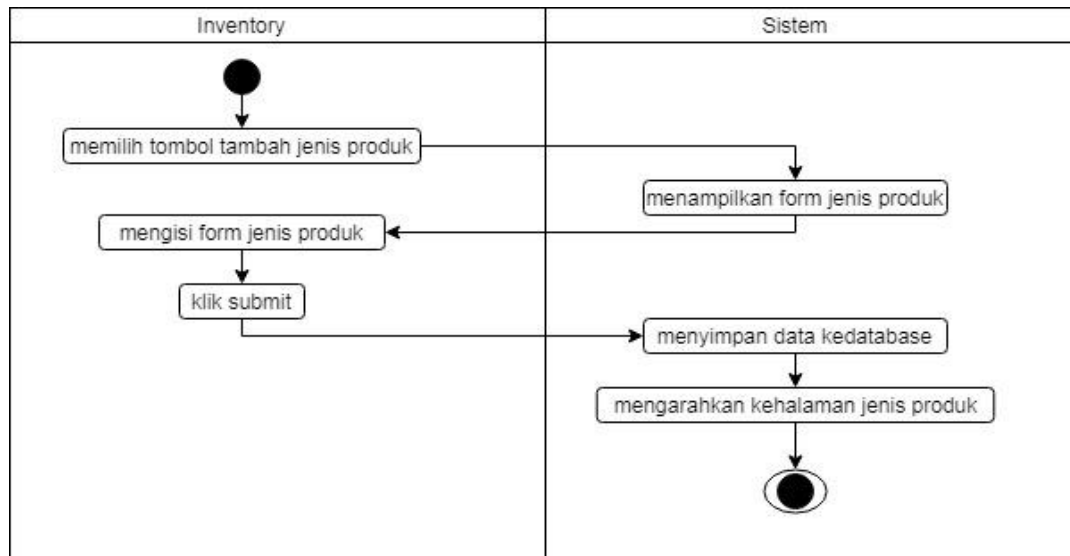 Inventory
Sistem
memilih tombol tambah jenis produk
menampilkan form jenis produk
mengisi form jenis produk
klik submit
menyimpan data kedatabase
mengarahkan kehalaman jenis produk